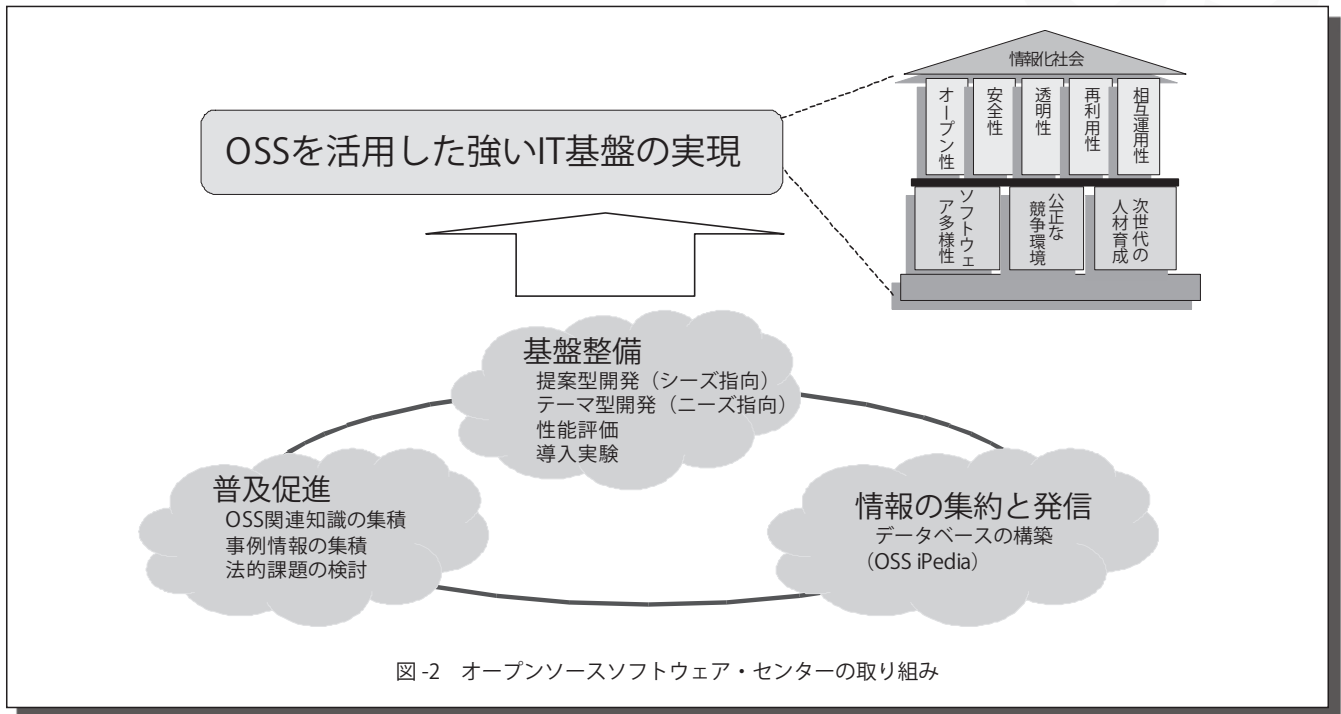 情報化社会
オープン性
安全性
透明性
再利用性
相互運用性
ソフトウェ
ア多様性
公正な
競争環境
次世代の
人材育成
OSSを活用した強いIT基盤の実現
基盤整備
提案型開発（シーズ指向）
テーマ型開発（ニーズ指向）
性能評価
導入実験
普及促進
OSS関連知識の集積
事例情報の集積
法的課題の検討
情報の集約と発信
データベースの構築
（OSS iPedia）
図 -2　オープンソースソフトウェア・センターの取り組み